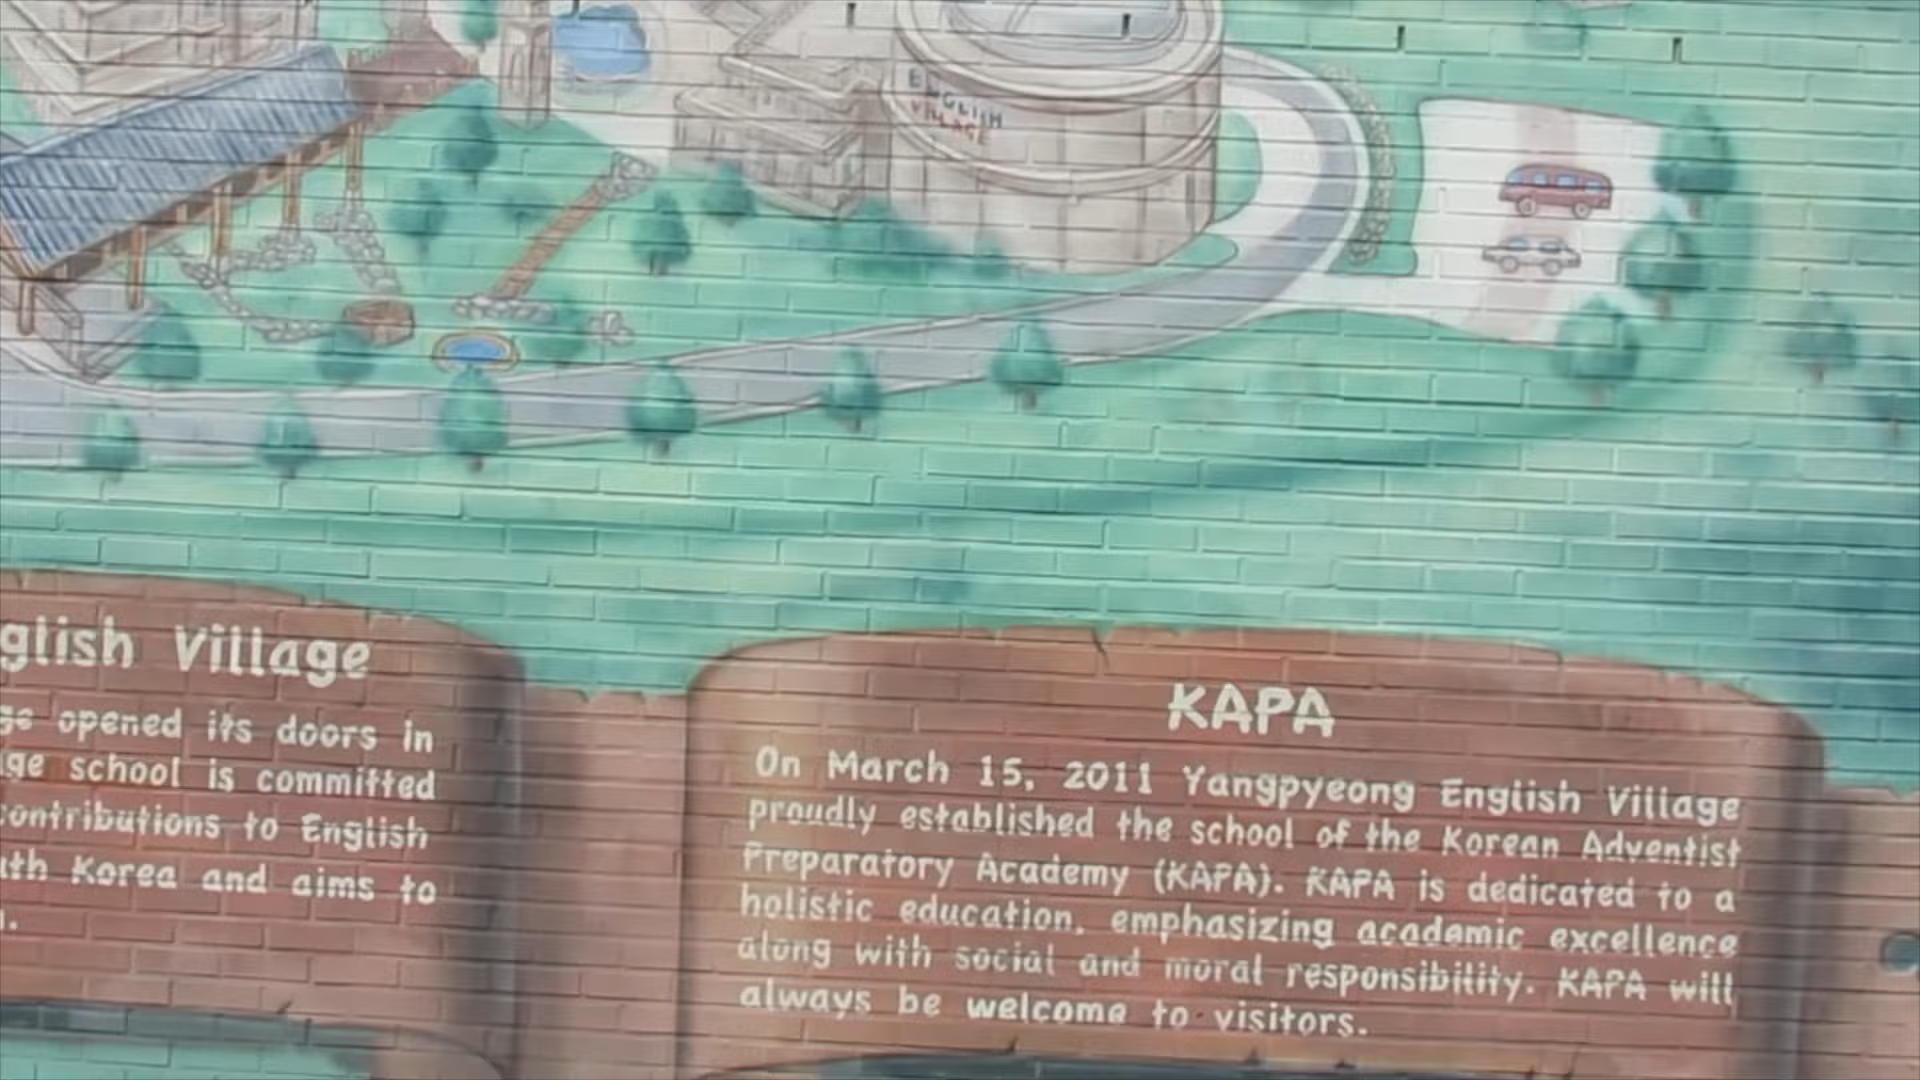 ENGLISH
VILLAGE
glish Village
ge opened its doors in
ge school is committed
contributions to English
uth Korea and aims to
KAPA
On March 15, 2011 Yangpyeong English Village
proudly established the school of the Korean Adventist
Preparatory Academy (KAPA). KAPA is dedicated to a
holistic education, emphasizing academic excellence
along with social and moral responsibility. KAPA will
always be welcome to visitors.